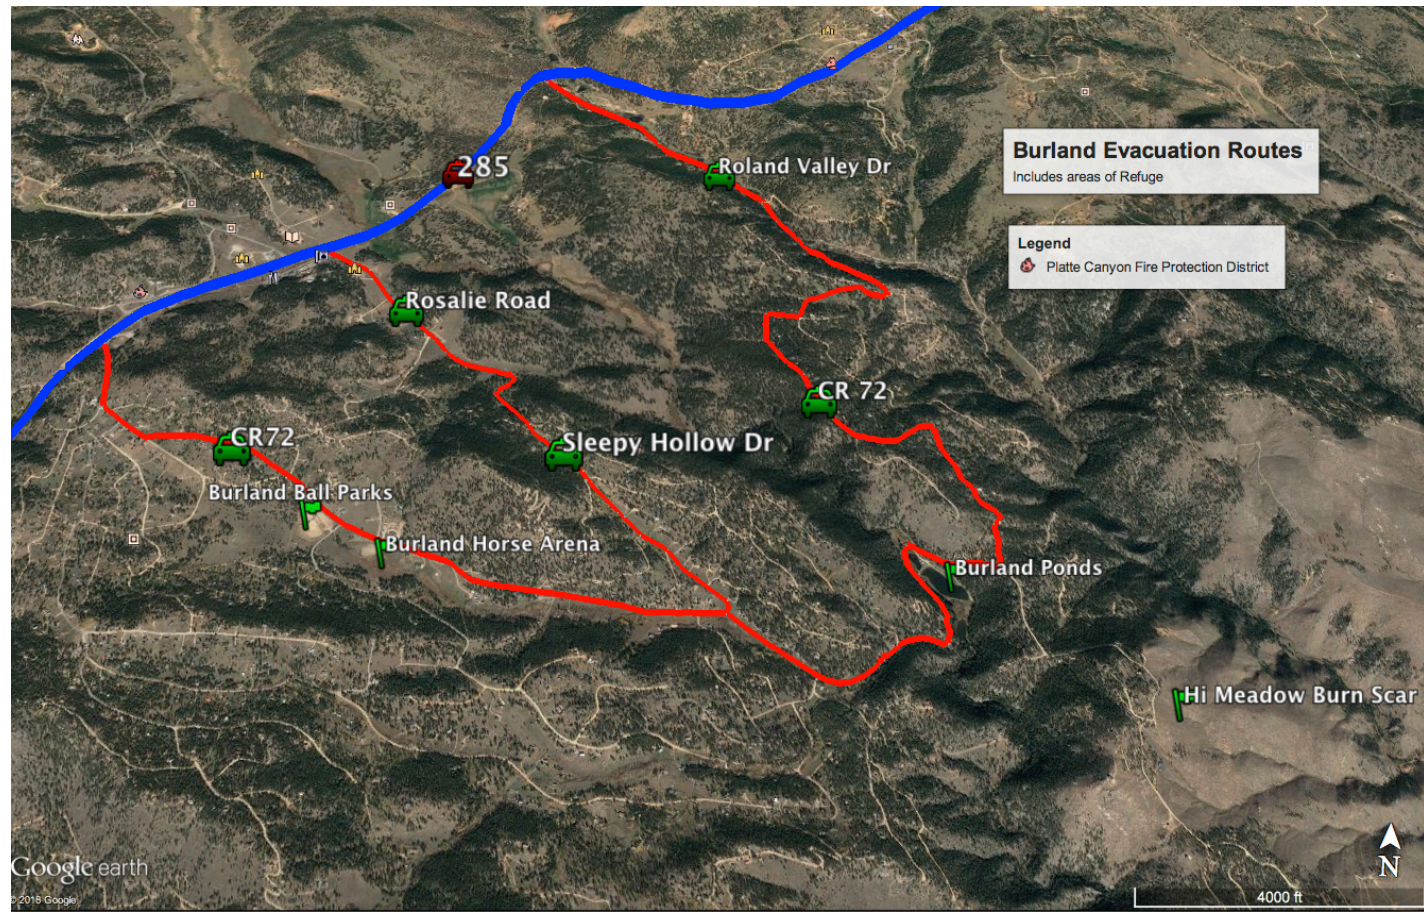 285
Roland Valley Dr
Burland Evacuation Routes
Includes areas of Refuge
Legend
Platte Canyon Fire Protection District
Rosalie Road
CR 72
CR72
Sleepy Hollow Dr
Burland Ball Parks
Burland Horse Arena
Burland Ponds
Hi Meadow Burn Scar
Google earth
© 2018 Google
N
4000 ft